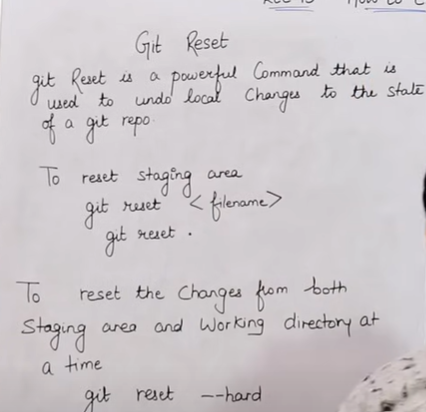 Git Reset
git Reset is a powerful Command that is
used to undo local Changes to the state
of a git repo.
To reset staging area
git reset <filename>
git reset .
To reset the Changes from both
Staging area and Working directory at
a time
git reset --hard